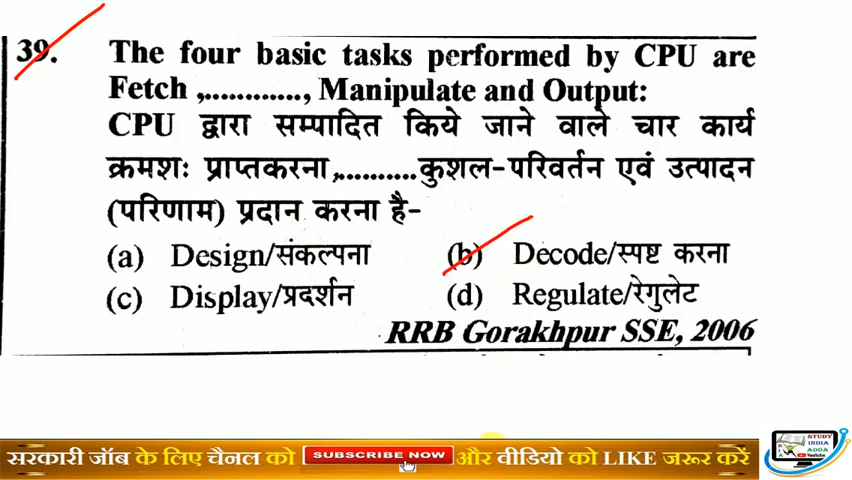 39. The four basic tasks performed by CPU are
Fetch ,............., Manipulate and Output:
CPU द्वारा सम्पादित किये जाने वाले चार कार्य
क्रमशः प्राप्तकरना,........... कुशल-परिवर्तन एवं उत्पादन
(परिणाम) प्रदान करना है-
(a) Design/संकल्पना (b) Decode/स्पष्ट करना
(c) Display/प्रदर्शन (d) Regulate/रेगुलेट
RRB Gorakhpur SSE, 2006
सरकारी जॉब के लिए चैनल को SUBSCRIBE NOW और वीडियो को LIKE जरूर करें
STUDY
INDIA
ADDA
YouTube